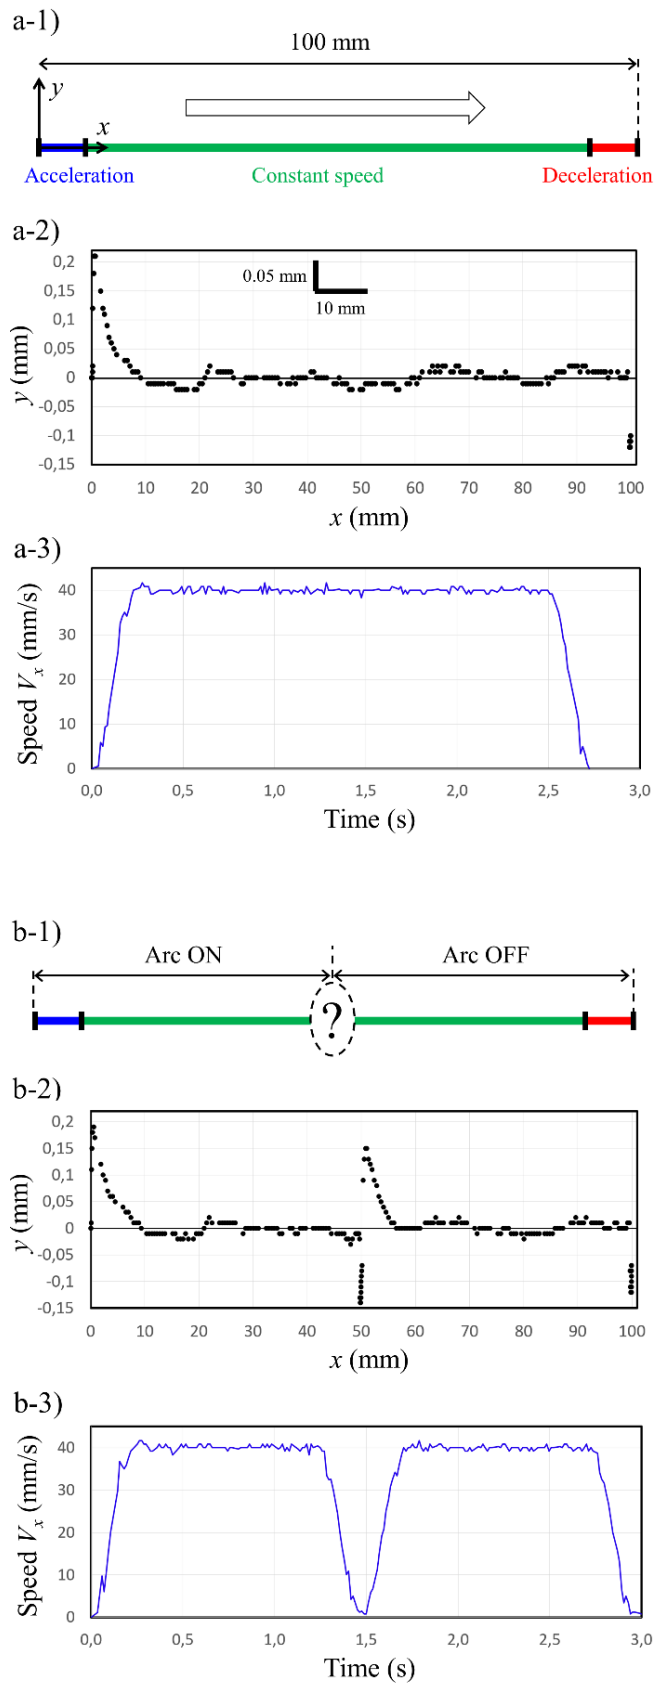 a-1)
100 mm
y
x
Acceleration
Constant speed
Deceleration
a-2)
0,2
0,15
0,1
0,05
0
-0,05
-0,1
-0,15
0.05 mm
10 mm
y (mm)
0 10 20 30 40 50 60 70 80 90 100
x (mm)
a-3)
40
30
20
10
0
Speed Vx (mm/s)
0,0 0,5 1,0 1,5 2,0 2,5 3,0
Time (s)
b-1)
Arc ON
Arc OFF
?
b-2)
0,2
0,15
0,1
0,05
0
-0,05
-0,1
-0,15
y (mm)
0 10 20 30 40 50 60 70 80 90 100
x (mm)
b-3)
40
30
20
10
0
Speed Vx (mm/s)
0,0 0,5 1,0 1,5 2,0 2,5 3,0
Time (s)